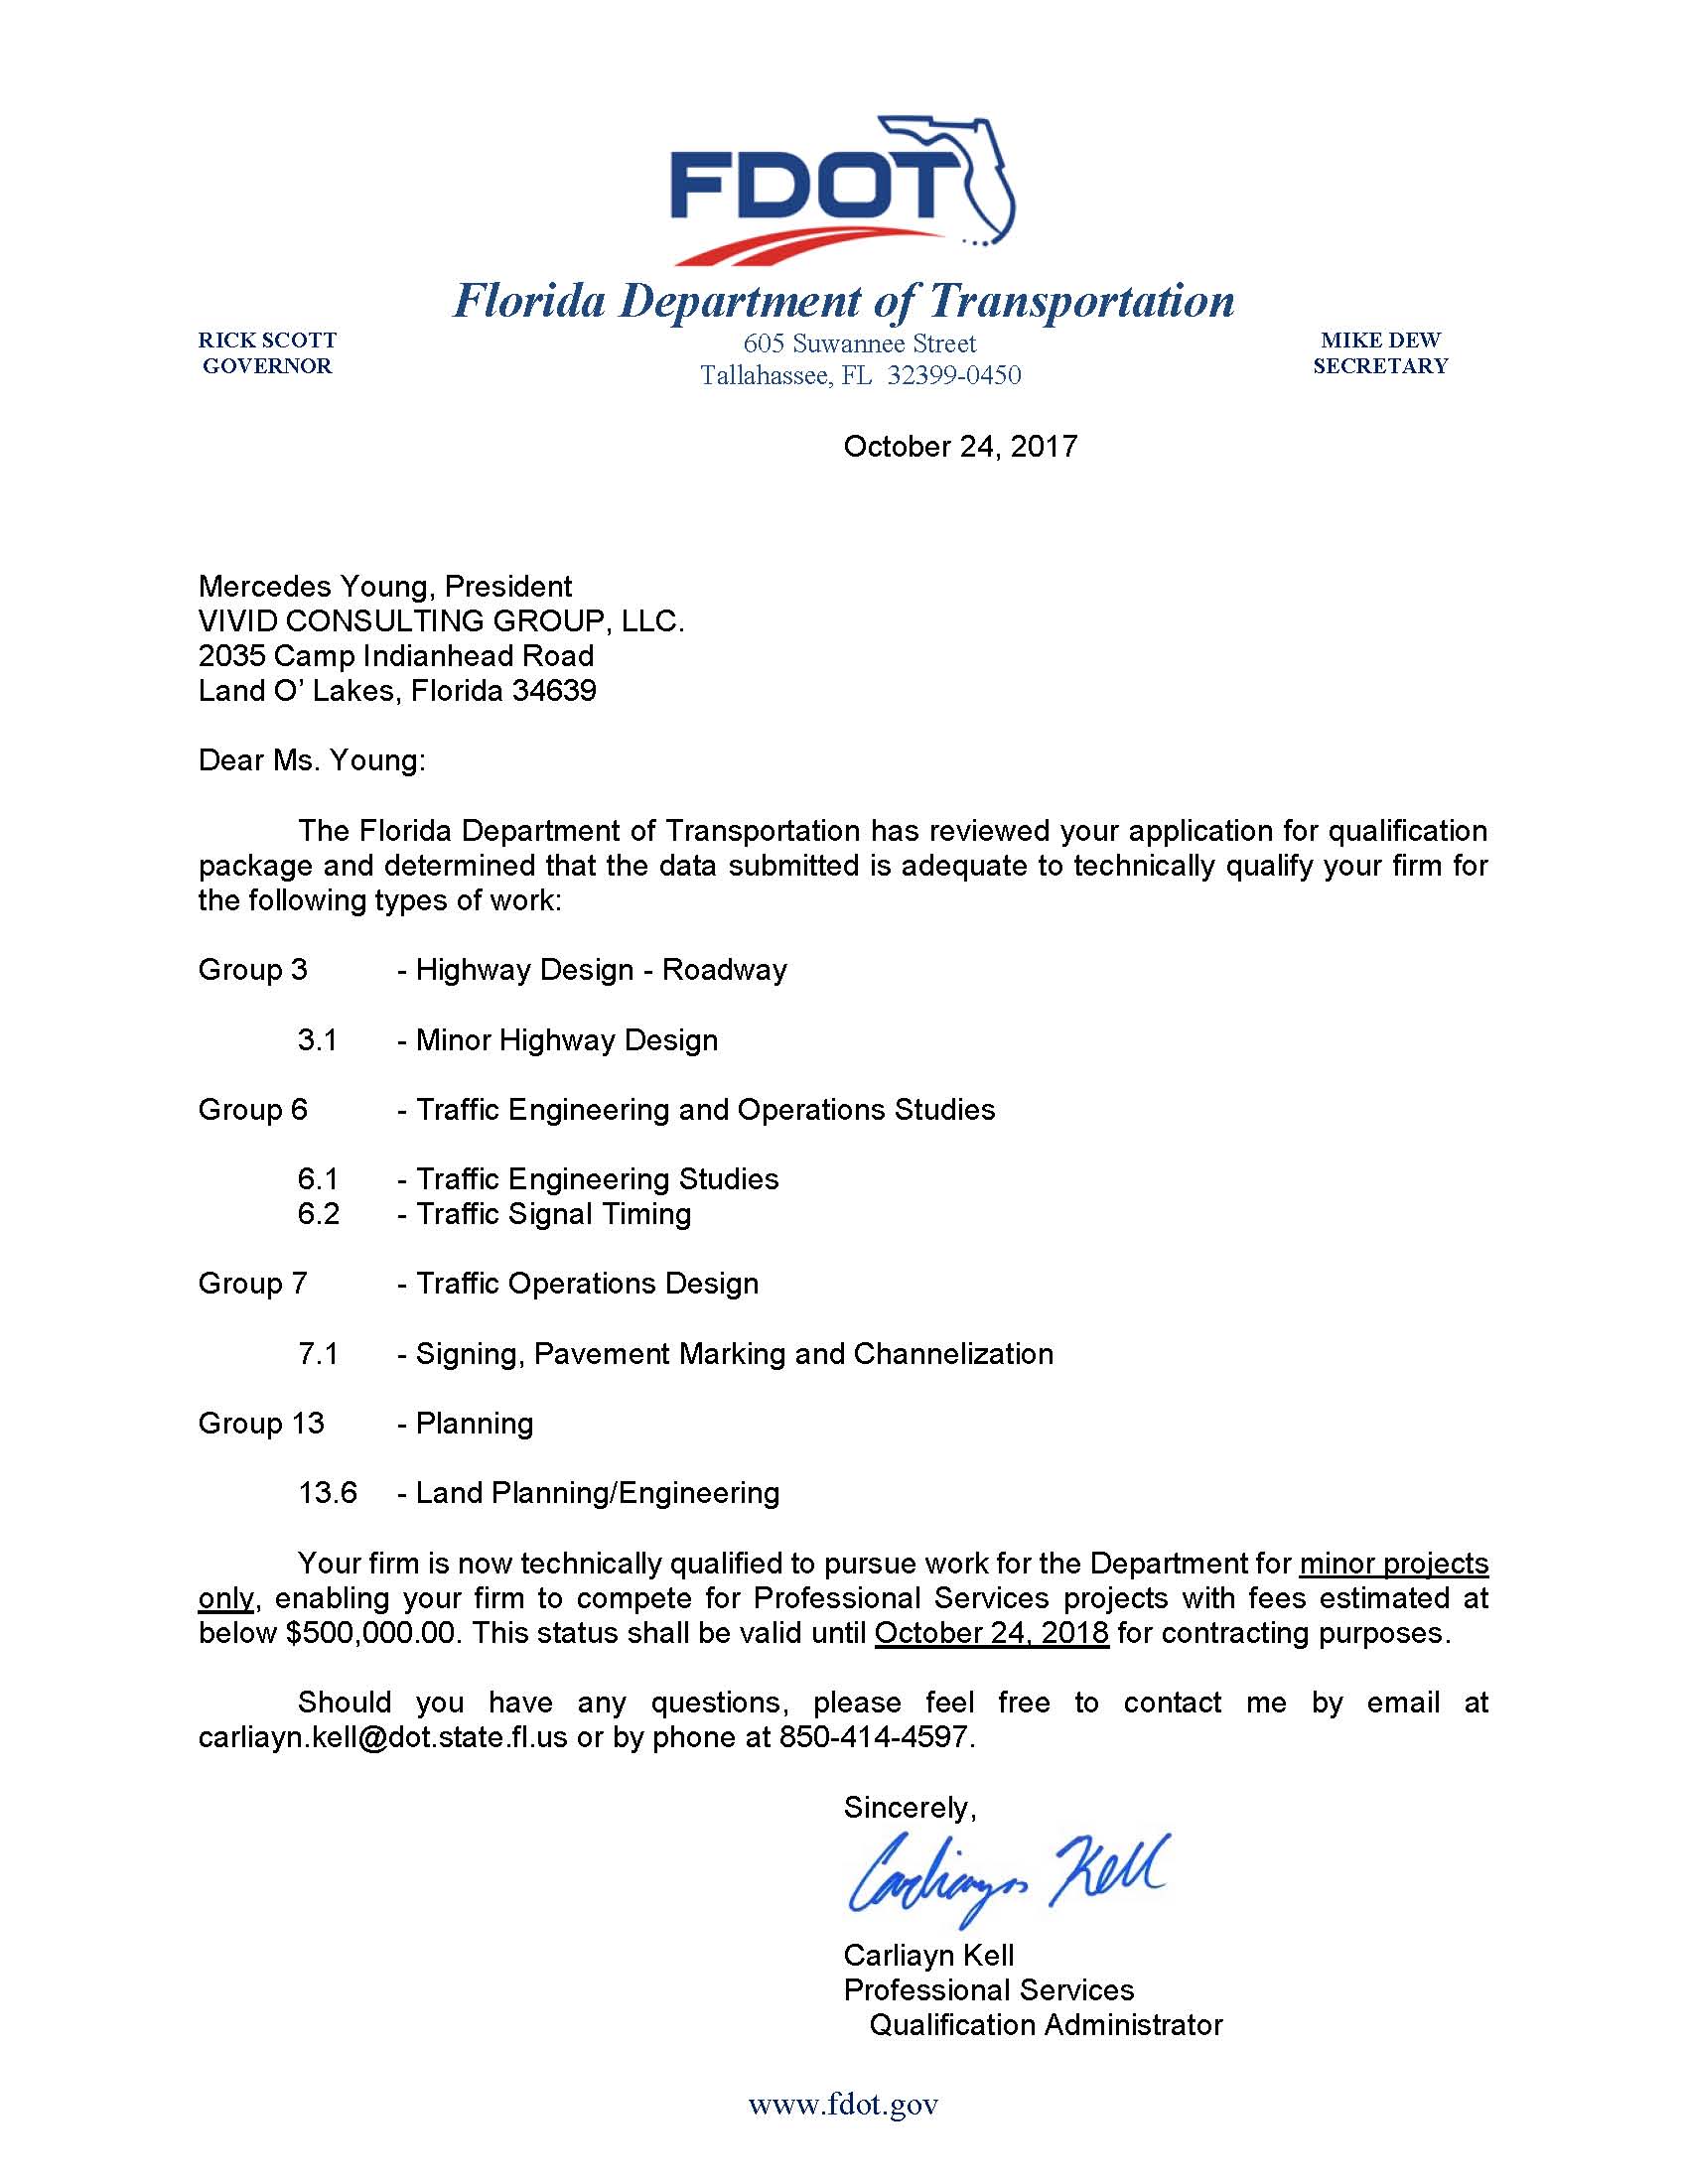 FDOT
Florida Department of Transportation
RICK SCOTT
GOVERNOR
605 Suwannee Street
Tallahassee, FL 32399-0450
MIKE DEW
SECRETARY
October 24, 2017
Mercedes Young, President
VIVID CONSULTING GROUP, LLC.
2035 Camp Indianhead Road
Land O’ Lakes, Florida 34639
Dear Ms. Young:
The Florida Department of Transportation has reviewed your application for qualification
package and determined that the data submitted is adequate to technically qualify your firm for
the following types of work:
Group 3 - Highway Design - Roadway
3.1 - Minor Highway Design
Group 6 - Traffic Engineering and Operations Studies
6.1 - Traffic Engineering Studies
6.2 - Traffic Signal Timing
Group 7 - Traffic Operations Design
7.1 - Signing, Pavement Marking and Channelization
Group 13 - Planning
13.6 - Land Planning/Engineering
Your firm is now technically qualified to pursue work for the Department for minor projects
only, enabling your firm to compete for Professional Services projects with fees estimated at
below $500,000.00. This status shall be valid until October 24, 2018 for contracting purposes.
Should you have any questions, please feel free to contact me by email at
carliayn.kell@dot.state.fl.us or by phone at 850-414-4597.
Sincerely,
Carliayn Kell
Carliayn Kell
Professional Services
Qualification Administrator
www.fdot.gov